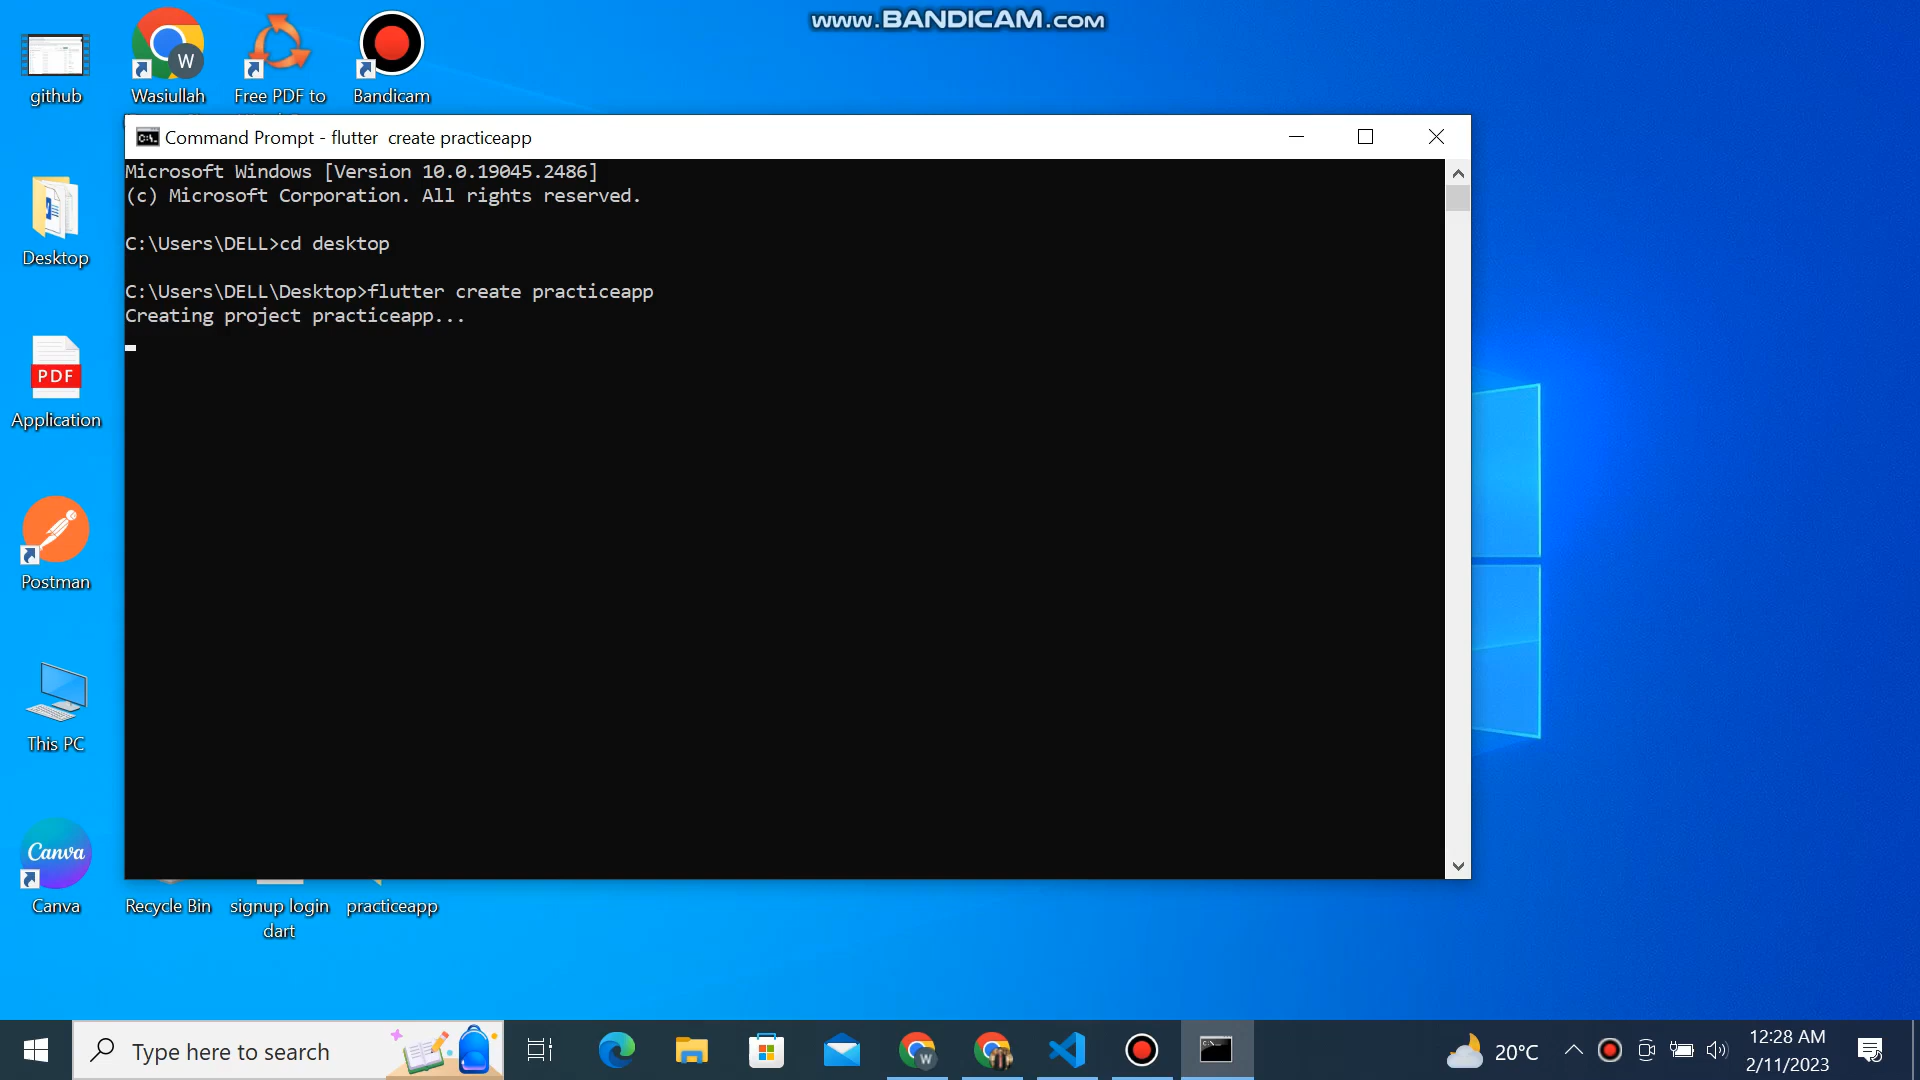 www.BANDICAM.com
github
W
Wasiullah
Free PDF to
Bandicam
Command Prompt - flutter  create practiceapp
Microsoft Windows [Version 10.0.19045.2486]
(c) Microsoft Corporation. All rights reserved.
C:\Users\DELL>cd desktop
C:\Users\DELL\Desktop>flutter create practiceapp
Creating project practiceapp...
Desktop
PDF
Application
Postman
This PC
Canva
Canva
Recycle Bin
signup login
dart
practiceapp
Type here to search
W
20°C
12:28 AM
2/11/2023